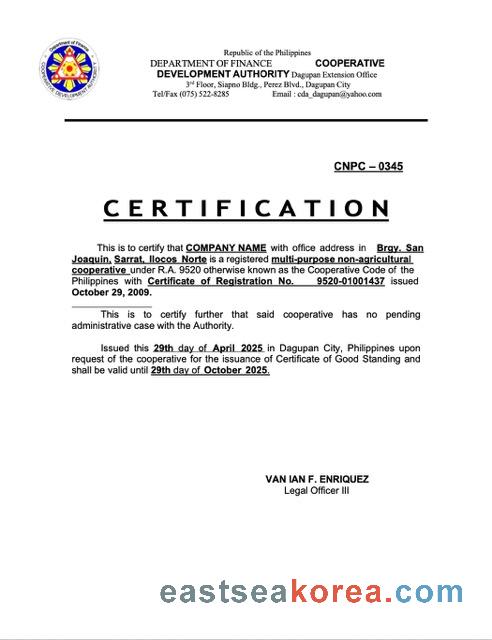 Department of Finance
COOPERATIVE DEVELOPMENT AUTHORITY
Republic of the Philippines
DEPARTMENT OF FINANCE COOPERATIVE
DEVELOPMENT AUTHORITY Dagupan Extension Office
3rd Floor, Siapno Bldg., Perez Blvd., Dagupan City
Tel/Fax (075) 522-8285 Email : cda_dagupan@yahoo.com
CNPC – 0345
CERTIFICATION
This is to certify that COMPANY NAME with office address in Brgy. San
Joaquin, Sarrat, Ilocos Norte is a registered multi-purpose non-agricultural
cooperative under R.A. 9520 otherwise known as the Cooperative Code of the
Philippines with Certificate of Registration No. 9520-01001437 issued
October 29, 2009.
This is to certify further that said cooperative has no pending
administrative case with the Authority.
Issued this 29th day of April 2025 in Dagupan City, Philippines upon
request of the cooperative for the issuance of Certificate of Good Standing and
shall be valid until 29th day of October 2025.
VAN IAN F. ENRIQUEZ
Legal Officer III
eastseakorea.com